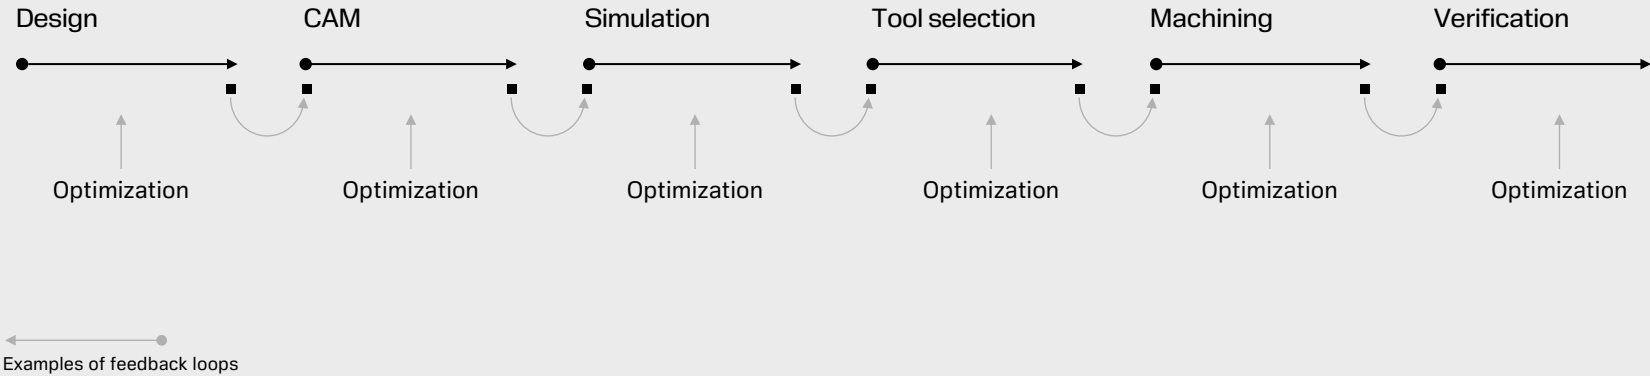 Design
CAM
Simulation
Tool selection
Machining
Verification
Optimization
Optimization
Optimization
Optimization
Optimization
Optimization
Examples of feedback loops